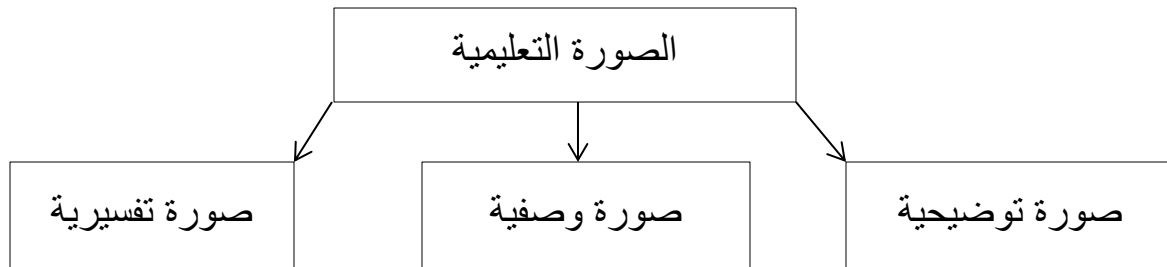 الصورة التعليمية
صورة توضيحية
صورة وصفية
صورة تفسيرية